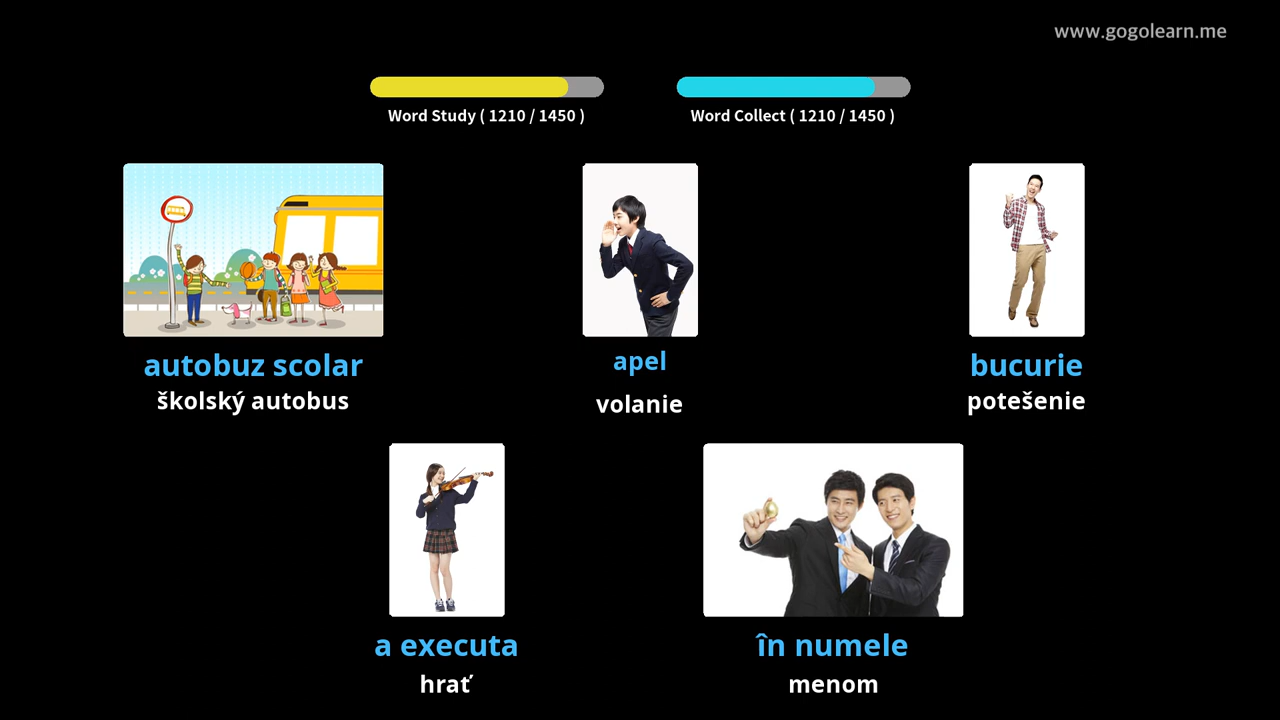 www.gogolearn.me
Word Study ( 1210 / 1450 )
Word Collect ( 1210 / 1450 )
autobuz scolar
školský autobus
apel
volanie
bucurie
potešenie
a executa
hrať
în numele
menom